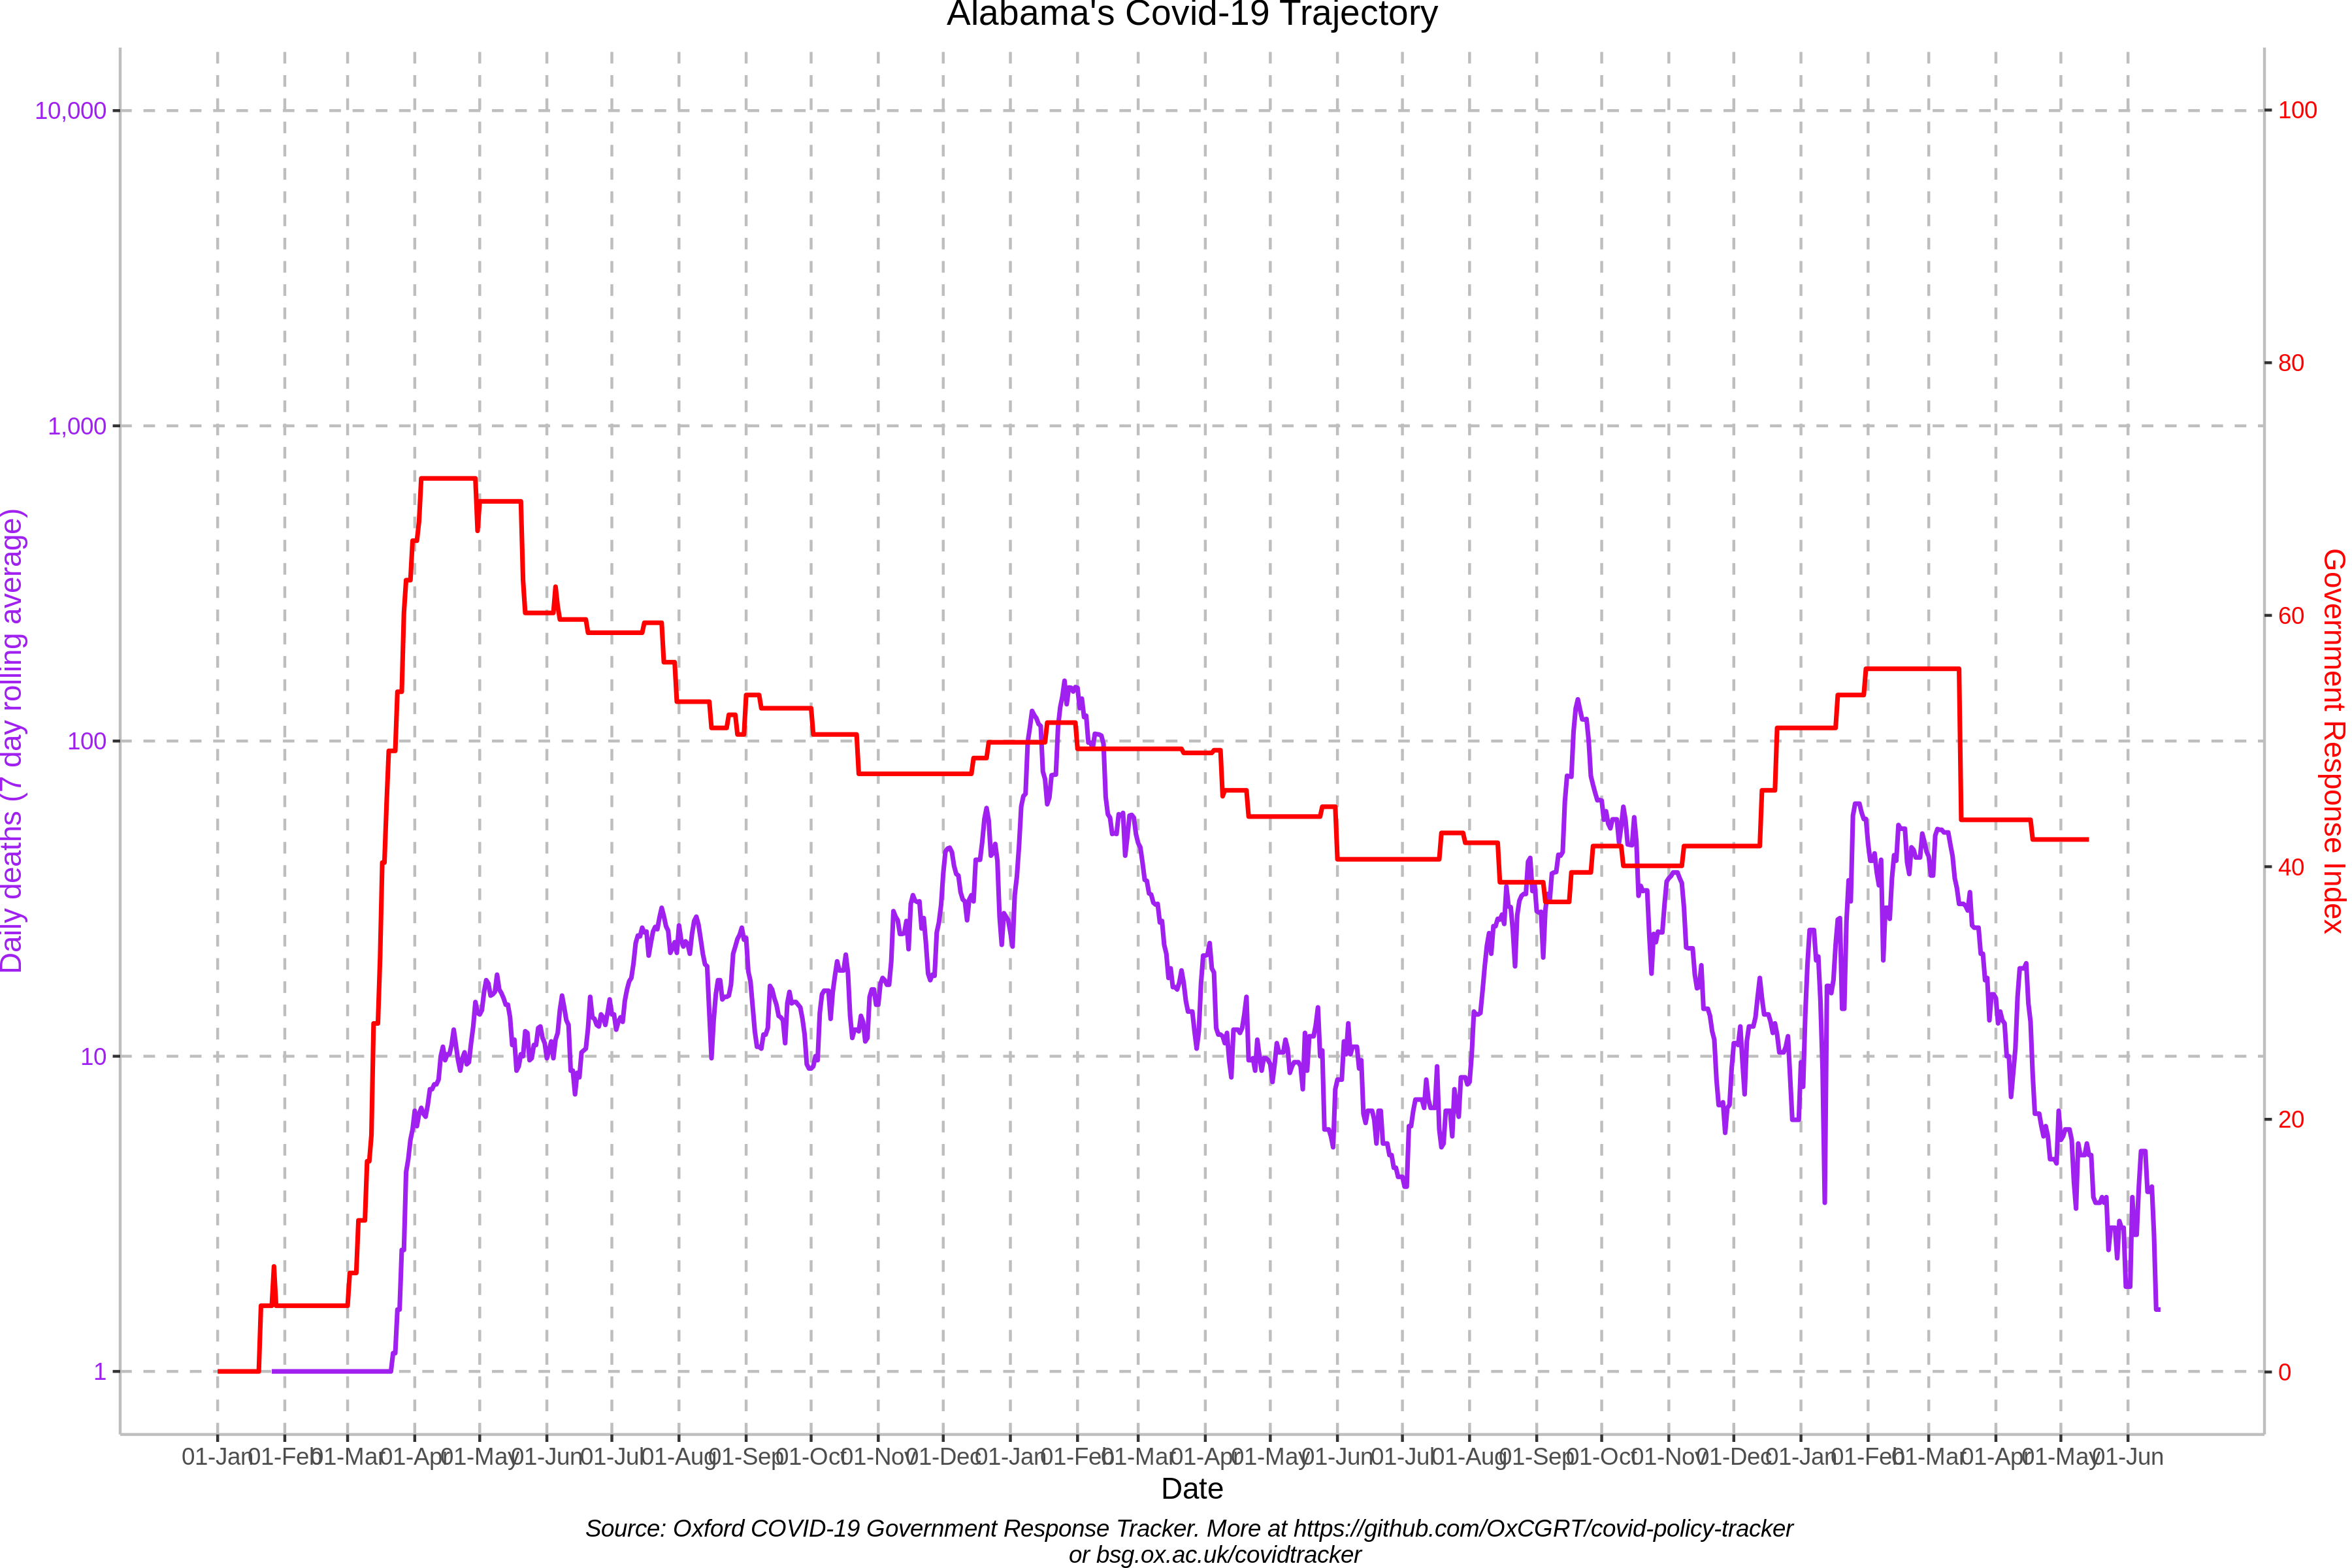 Alabama's Covid-19 Trajectory
10,000
1,000
100
10
1
Daily deaths (7 day rolling average)
100
80
60
40
20
0
Government Response Index
01-Jan 01-Feb 01-Mar 01-Apr 01-May 01-Jun 01-Jul 01-Aug 01-Sep 01-Oct 01-Nov 01-Dec 01-Jan 01-Feb 01-Mar 01-Apr 01-May 01-Jun 01-Jul 01-Aug 01-Sep 01-Oct 01-Nov 01-Dec 01-Jan 01-Feb 01-Mar 01-Apr 01-May 01-Jun
Date
Source: Oxford COVID-19 Government Response Tracker. More at https://github.com/OxCGRT/covid-policy-tracker
or bsg.ox.ac.uk/covidtracker